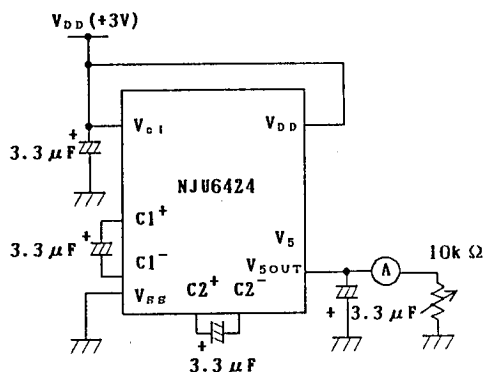 VDD (+3V)
+
Vci
VDD
3.3 μF
NJU6424
C1+
3.3 μF
+
C1-
V5
V5OUT
10k Ω
VSS
C2+ C2-
A
+
3.3 μF
+
3.3 μF